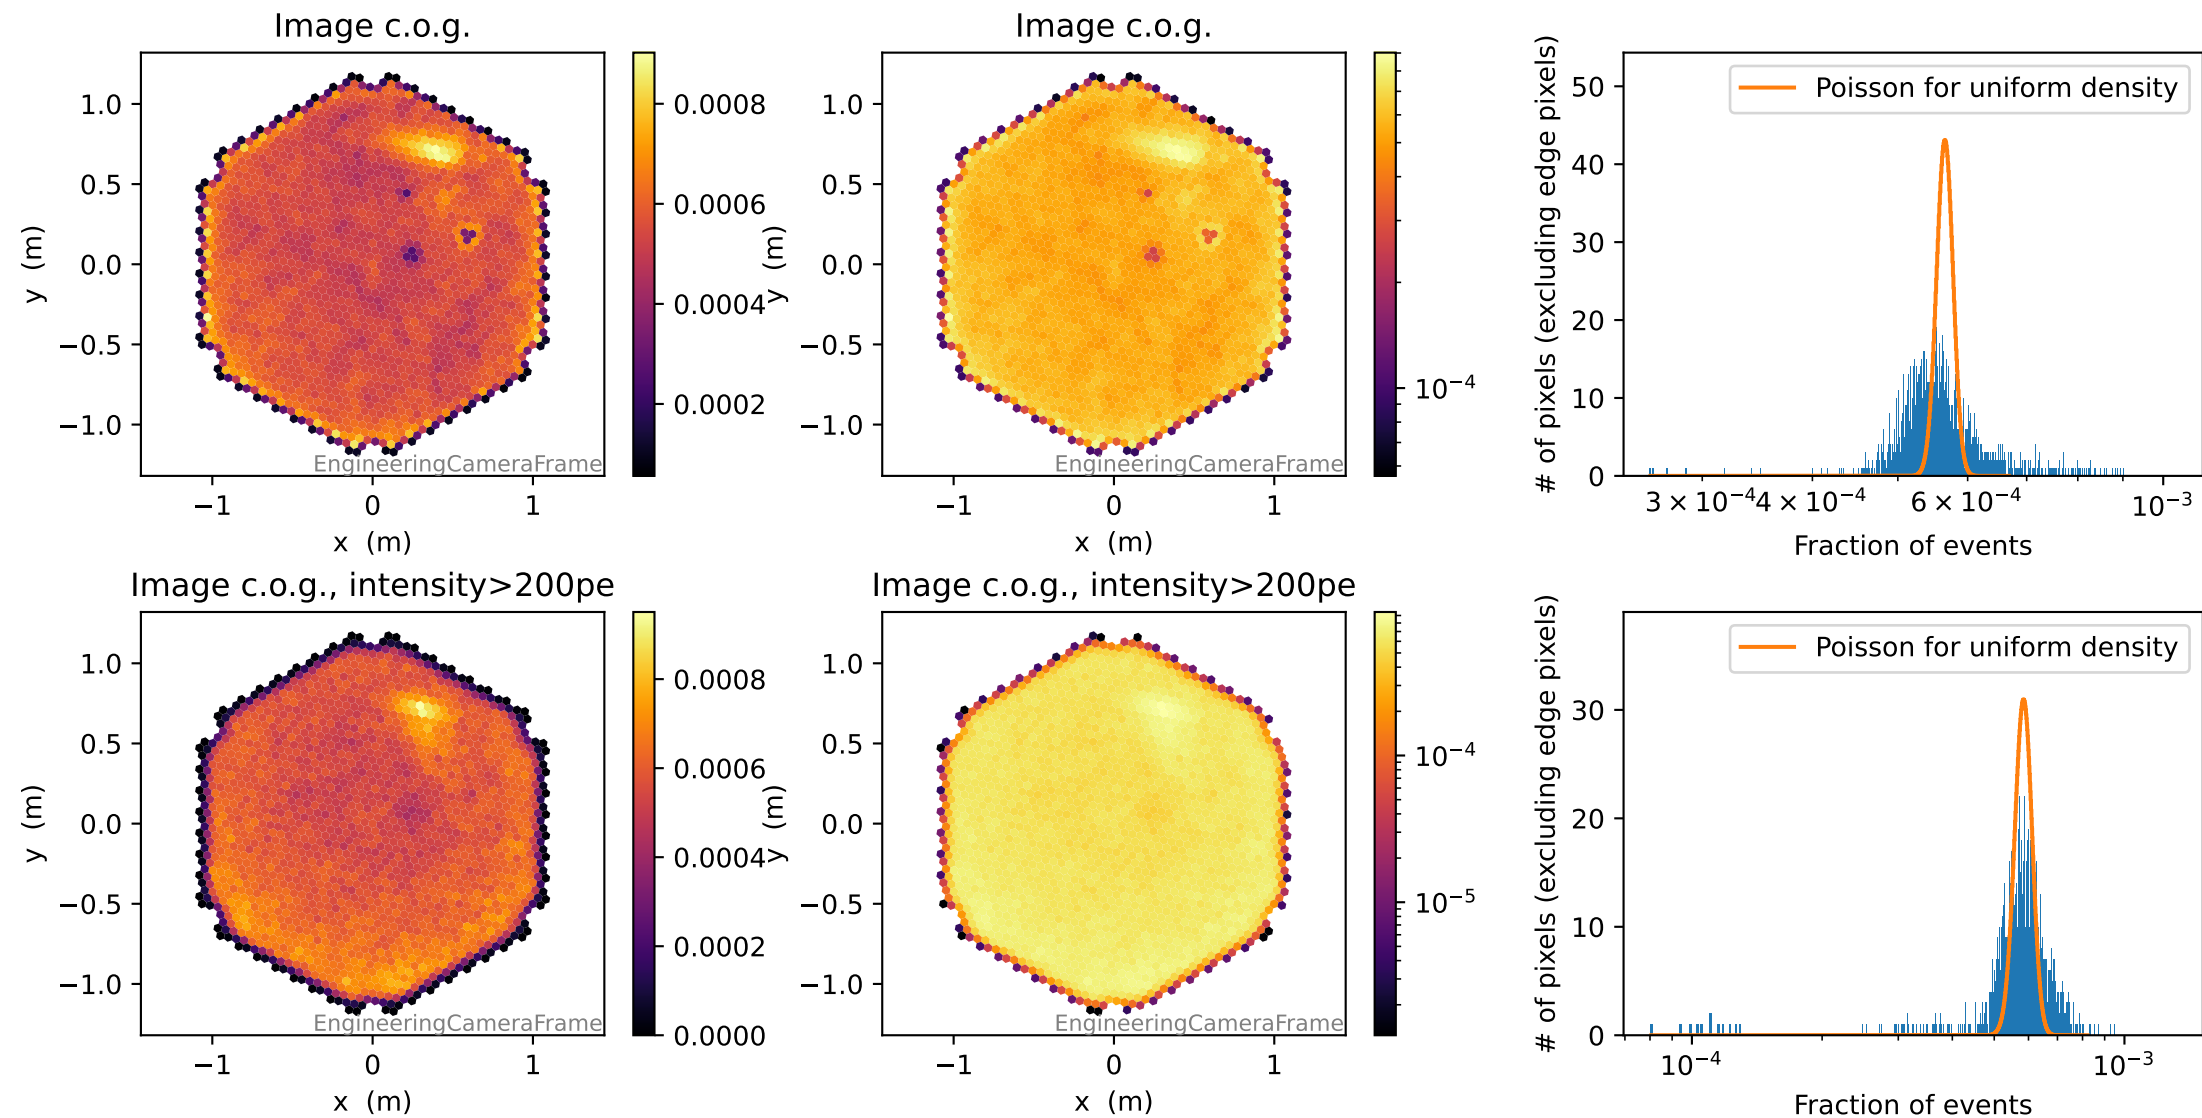 Image c.o.g.
1.0
0.5
0.0
−0.5
−1.0
y (m)
−1 0 1
x (m)
EngineeringCameraFrame
0.0008
0.0006
0.0004
0.0002
Image c.o.g.
1.0
0.5
0.0
−0.5
−1.0
y (m)
−1 0 1
x (m)
EngineeringCameraFrame
10⁻⁴
Poisson for uniform density
50
40
30
20
10
0
# of pixels (excluding edge pixels)
3 × 10⁻⁴ 4 × 10⁻⁴ 6 × 10⁻⁴ 10⁻³
Fraction of events
Image c.o.g., intensity>200pe
1.0
0.5
0.0
−0.5
−1.0
y (m)
−1 0 1
x (m)
EngineeringCameraFrame
0.0008
0.0006
0.0004
0.0002
0.0000
Image c.o.g., intensity>200pe
1.0
0.5
0.0
−0.5
−1.0
y (m)
−1 0 1
x (m)
EngineeringCameraFrame
10⁻⁴
10⁻⁵
Poisson for uniform density
30
20
10
0
# of pixels (excluding edge pixels)
10⁻⁴ 10⁻³
Fraction of events